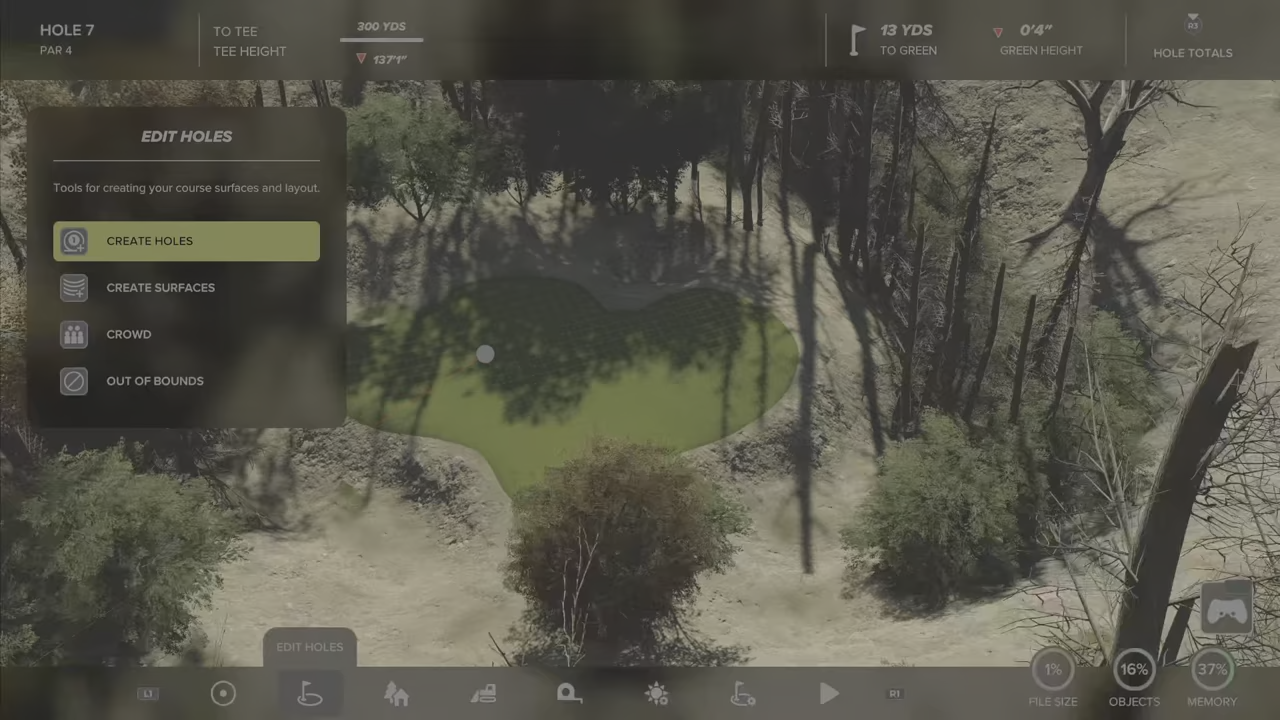 HOLE 7
PAR 4
TO TEE
TEE HEIGHT
300 YDS
137'1"
13 YDS
TO GREEN
0'4"
GREEN HEIGHT
R3
HOLE TOTALS
EDIT HOLES
Tools for creating your course surfaces and layout.
CREATE HOLES
CREATE SURFACES
CROWD
OUT OF BOUNDS
EDIT HOLES
L1
R1
1%
FILE SIZE
16%
OBJECTS
37%
MEMORY